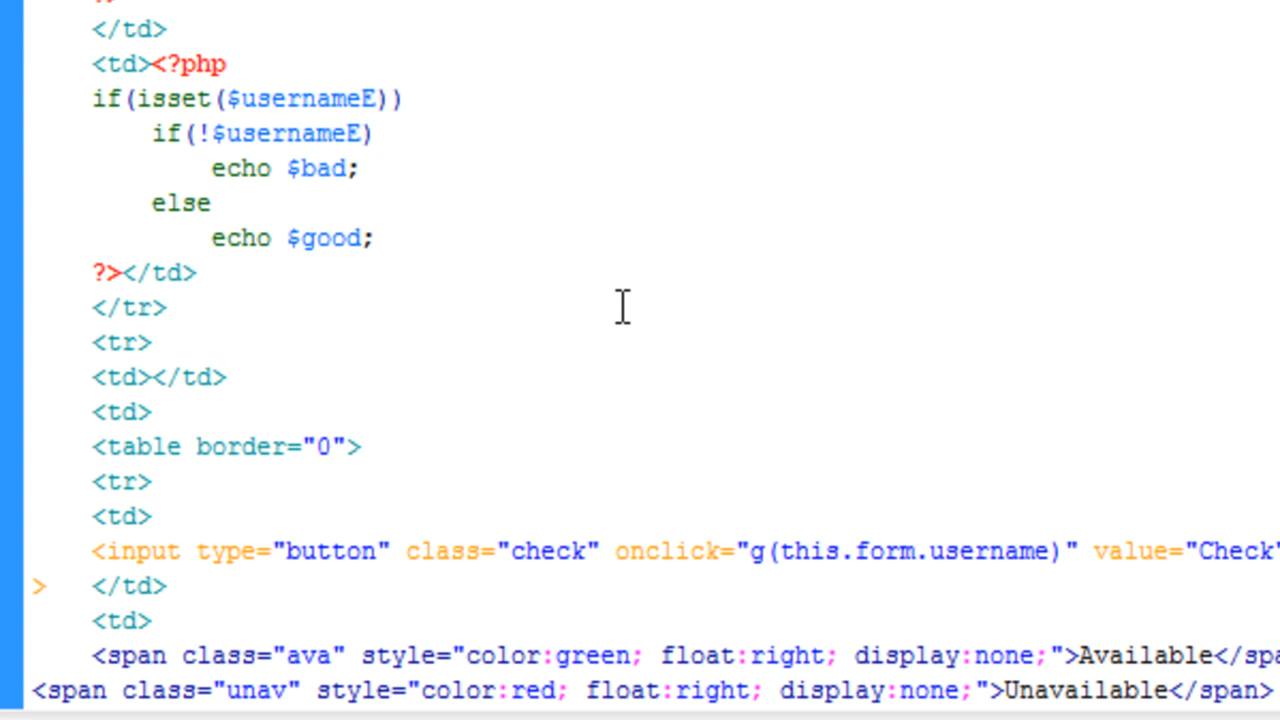 </td>
<td><?php
if(isset($usernameE))
if(!$usernameE)
echo $bad;
else
echo $good;
?></td>
</tr>
<tr>
<td></td>
<td>
<table border="0">
<tr>
<td>
<input type="button" class="check" onclick="g(this.form.username)" value="Check"
> </td>
<td>
<span class="ava" style="color:green; float:right; display:none;">Available</spa
<span class="unav" style="color:red; float:right; display:none;">Unavailable</span>